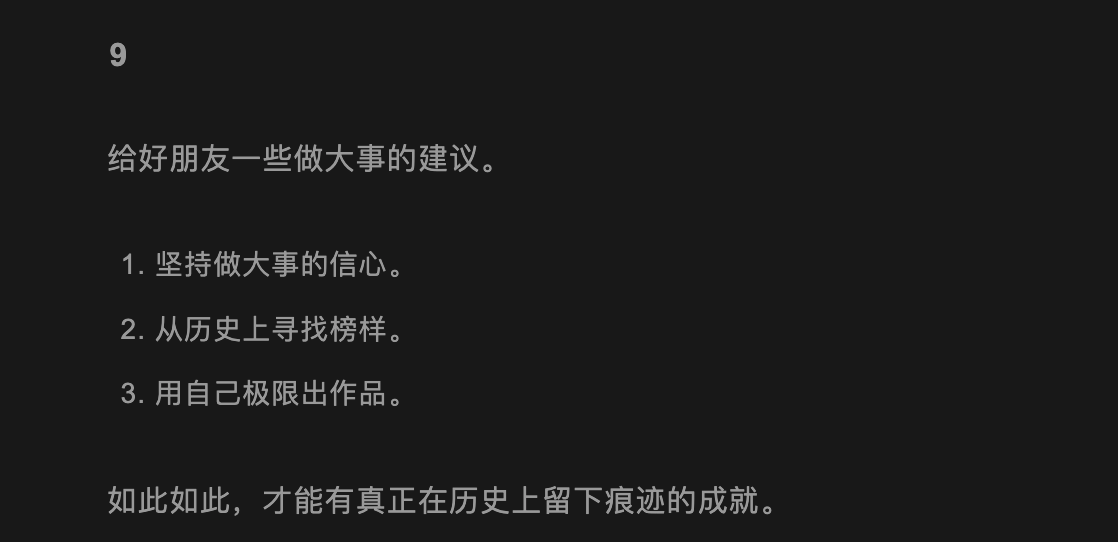 9
给好朋友一些做大事的建议。
1. 坚持做大事的信心。
2. 从历史上寻找榜样。
3. 用自己极限出作品。
如此如此，才能有真正在历史上留下痕迹的成就。